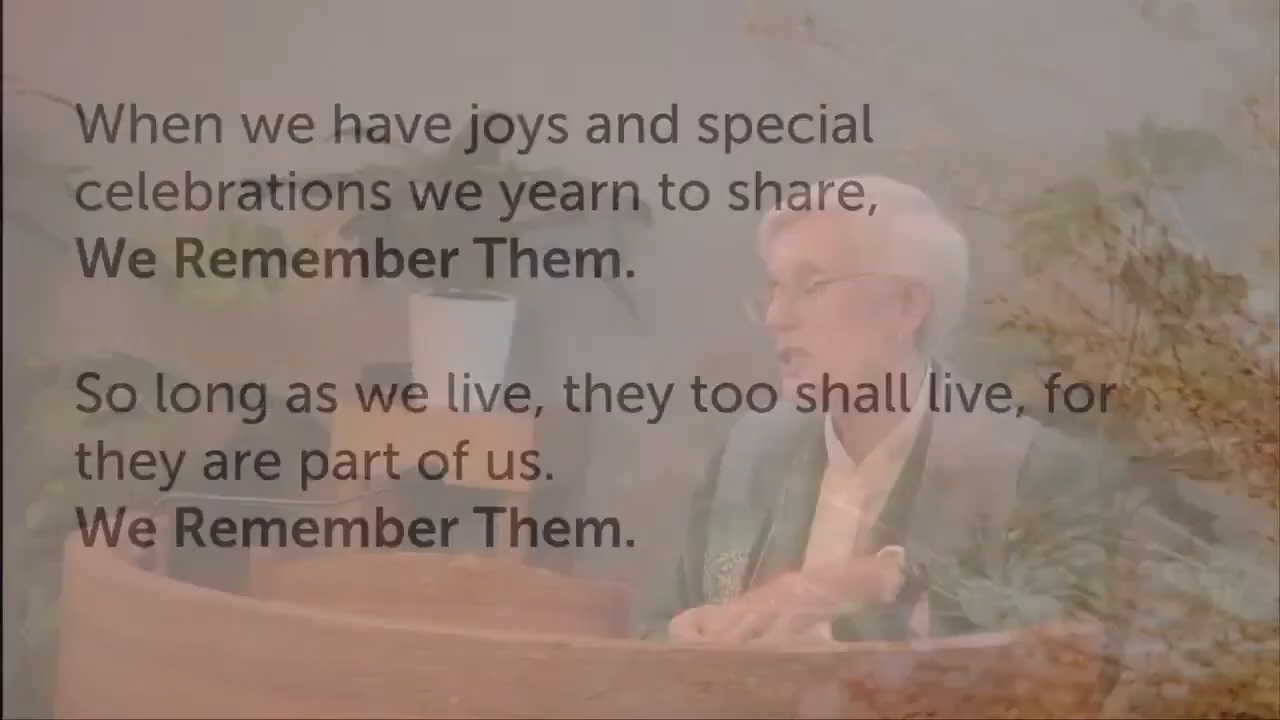 When we have joys and special
celebrations we yearn to share,
We Remember Them.
So long as we live, they too shall live, for
they are part of us.
We Remember Them.